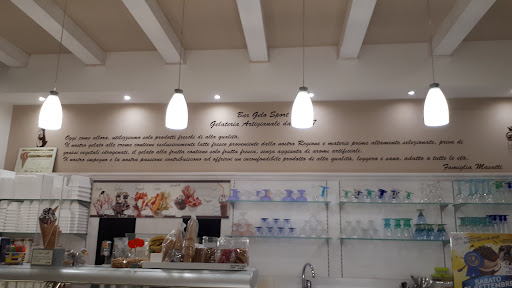 Bar Gelo Sport
Gelateria Artigianale da
Oggi come allora, utilizziamo solo prodotti freschi di alta qualità.
Il nostro gelato alle creme contiene esclusivamente latte fresco proveniente dalla nostra Regione e materie prime altamente selezionate, prive di
grassi vegetali idrogenati, il gelato alla frutta contiene solo frutta fresca, senza aggiunta di aromi artificiali.
Il nostro impegno e la nostra passione contribuiscono ad offrirvi un inconfondibile prodotto di alta qualità, leggero e sano, adatto a tutte le età.
Famiglia Masutti
SABATO
SETTEMBRE